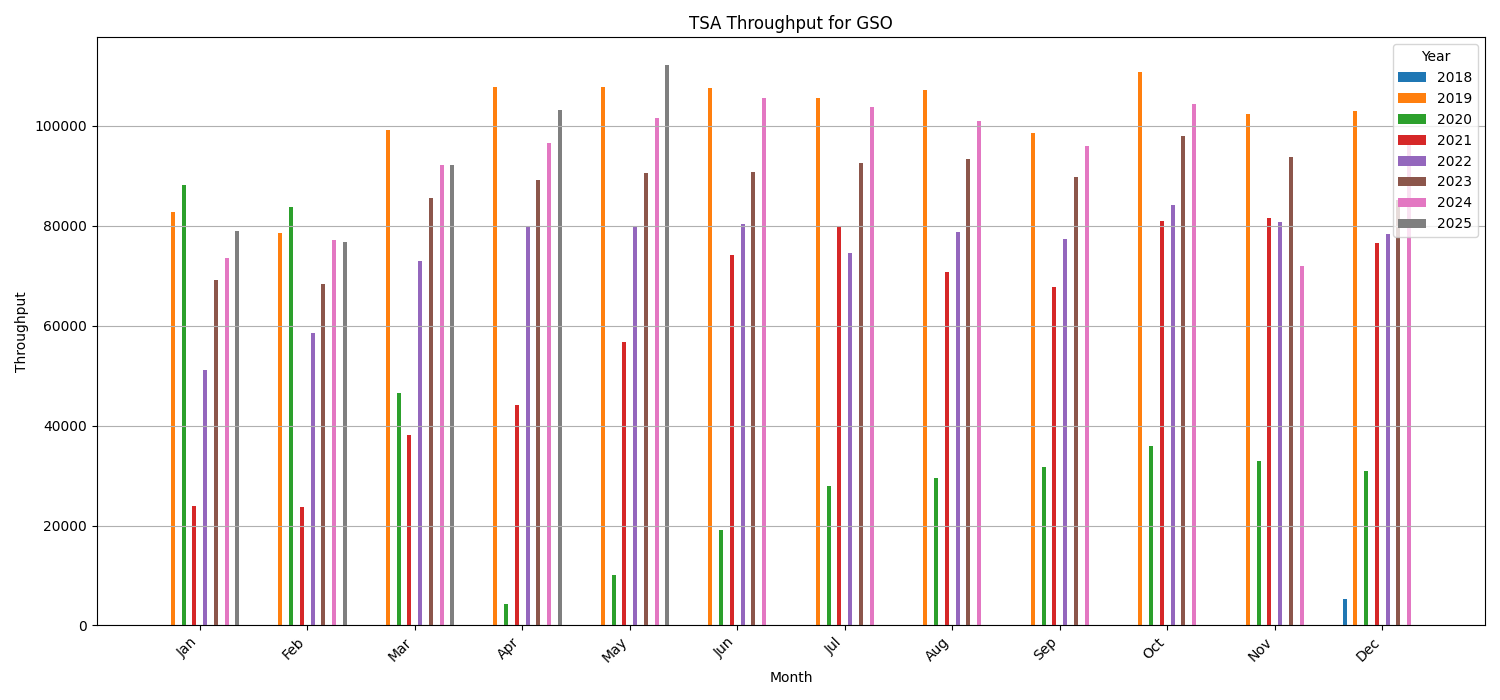 TSA Throughput for GSO
Year
2018
2019
2020
2021
2022
2023
2024
2025
Throughput
100000
80000
60000
40000
20000
0
Jan
Feb
Mar
Apr
May
Jun
Jul
Aug
Sep
Oct
Nov
Dec
Month